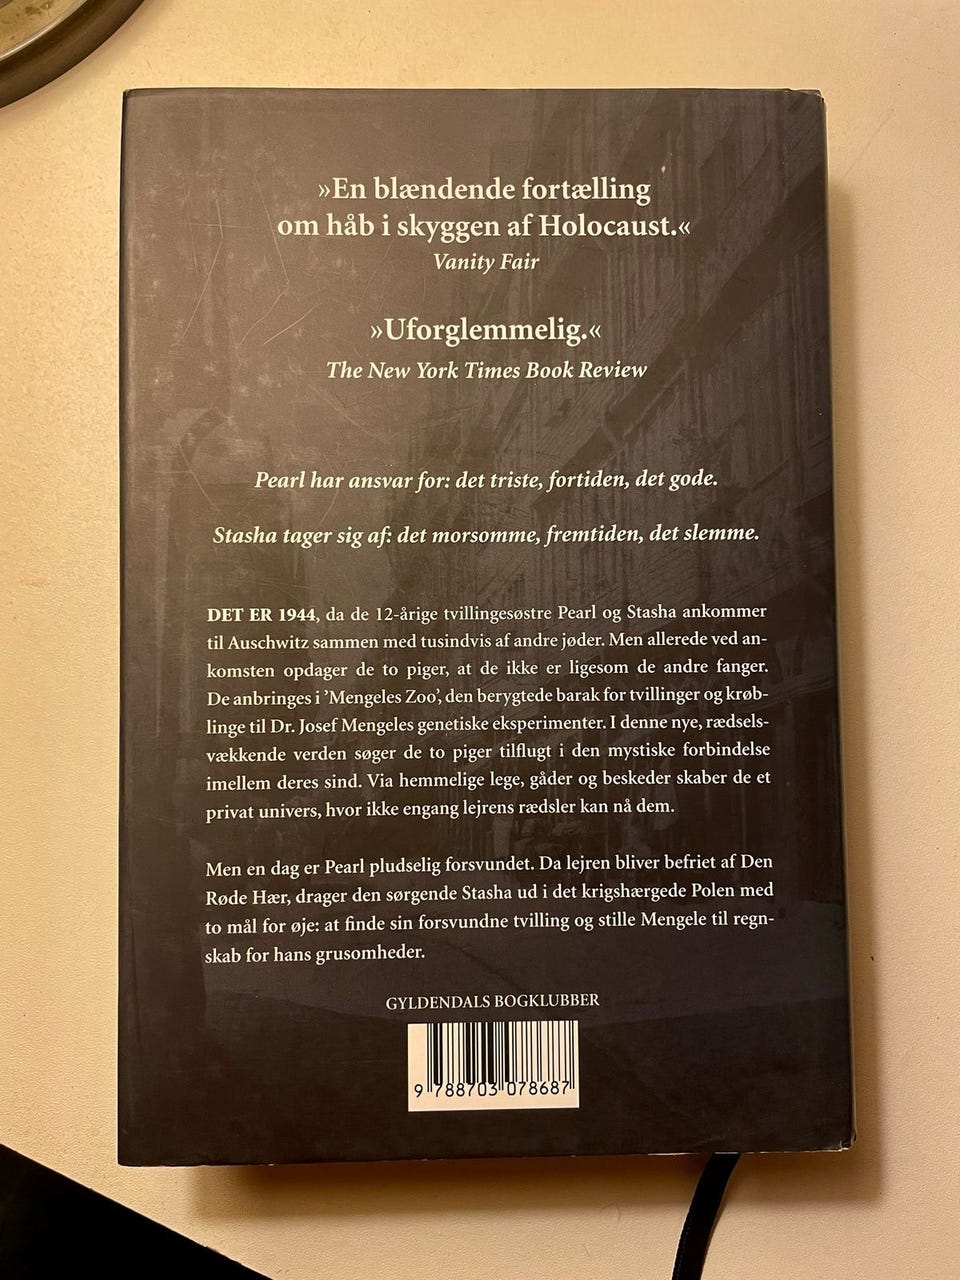 »En blændende fortælling
om håb i skyggen af Holocaust.«
Vanity Fair
»Uforglemmelig.«
The New York Times Book Review
Pearl har ansvar for: det triste, fortiden, det gode.
Stasha tager sig af: det morsomme, fremtiden, det slemme.
DET ER 1944, da de 12-årige tvillingesøstre Pearl og Stasha ankommer
til Auschwitz sammen med tusindvis af andre jøder. Men allerede ved an-
komsten opdager de to piger, at de ikke er ligesom de andre fanger.
De anbringes i 'Mengeles Zoo', den berygtede barak for tvillinger og krøb-
linge til Dr. Josef Mengeles genetiske eksperimenter. I denne nye, rædsels-
vækkende verden søger de to piger tilflugt i den mystiske forbindelse
imellem deres sind. Via hemmelige lege, gåder og beskeder skaber de et
privat univers, hvor ikke engang lejrens rædsler kan nå dem.
Men en dag er Pearl pludselig forsvundet. Da lejren bliver befriet af Den
Røde Hær, drager den sørgende Stasha ud i det krigshærgede Polen med
to mål for øje: at finde sin forsvundne tvilling og stille Mengele til regn-
skab for hans grusomheder.
GYLDENDALS BOGKLUBBER
9 788703 078687